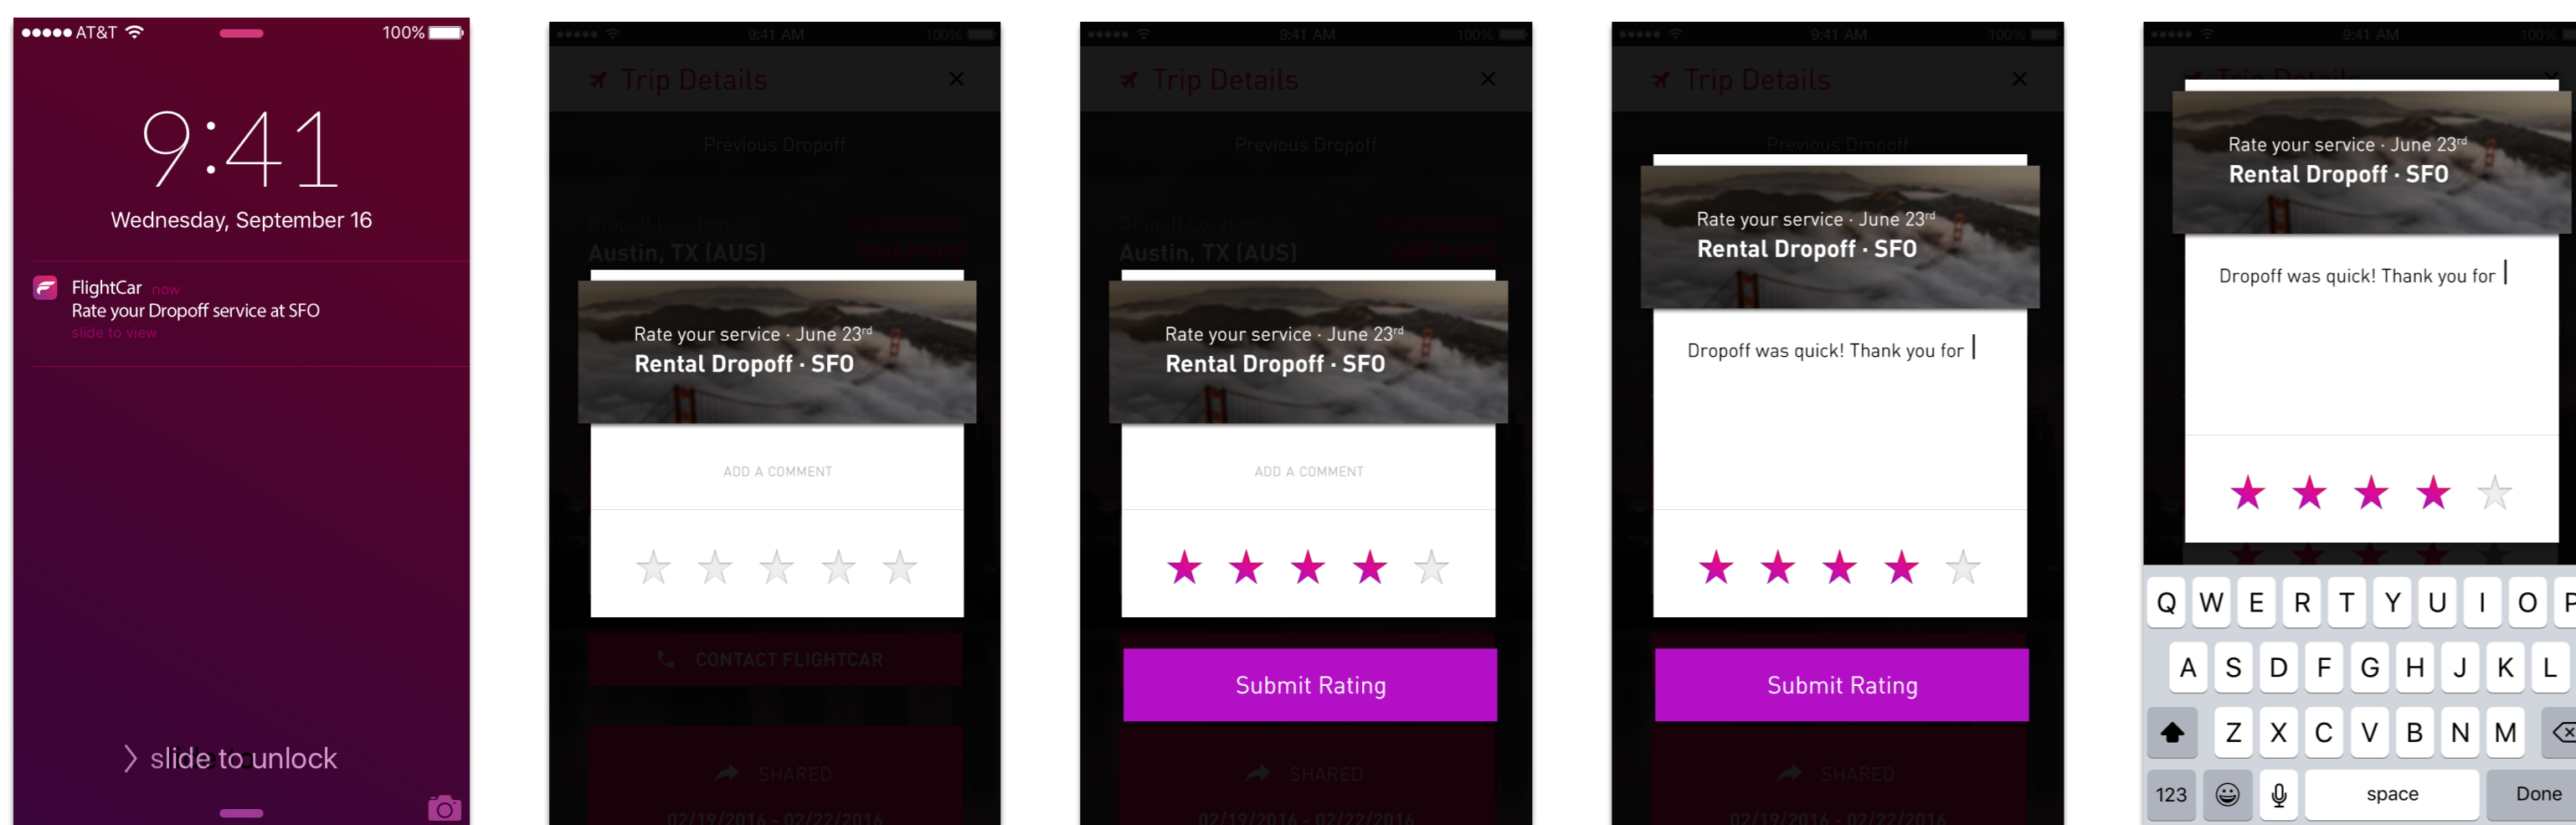 AT&T 100%
9:41
Wednesday, September 16
FlightCar now
Rate your Dropoff service at SFO
slide to view
slide to unlock
9:41 AM 100%
Trip Details
Previous Dropoff
Dropoff Location
Austin, TX (AUS)
Rate your service · June 23rd
Rental Dropoff · SFO
ADD A COMMENT
CONTACT FLIGHTCAR
SHARED
02/19/2016 - 02/22/2016
9:41 AM 100%
Trip Details
Previous Dropoff
Dropoff Location
Austin, TX (AUS)
Rate your service · June 23rd
Rental Dropoff · SFO
ADD A COMMENT
Submit Rating
SHARED
02/19/2016 - 02/22/2016
9:41 AM 100%
Trip Details
Previous Dropoff
Rate your service · June 23rd
Rental Dropoff · SFO
Dropoff was quick! Thank you for
Submit Rating
SHARED
02/19/2016 - 02/22/2016
9:41 AM 100%
Trip Details
Rate your service · June 23rd
Rental Dropoff · SFO
Dropoff was quick! Thank you for
Q W E R T Y U I O P
A S D F G H J K L
Z X C V B N M
123 space Done